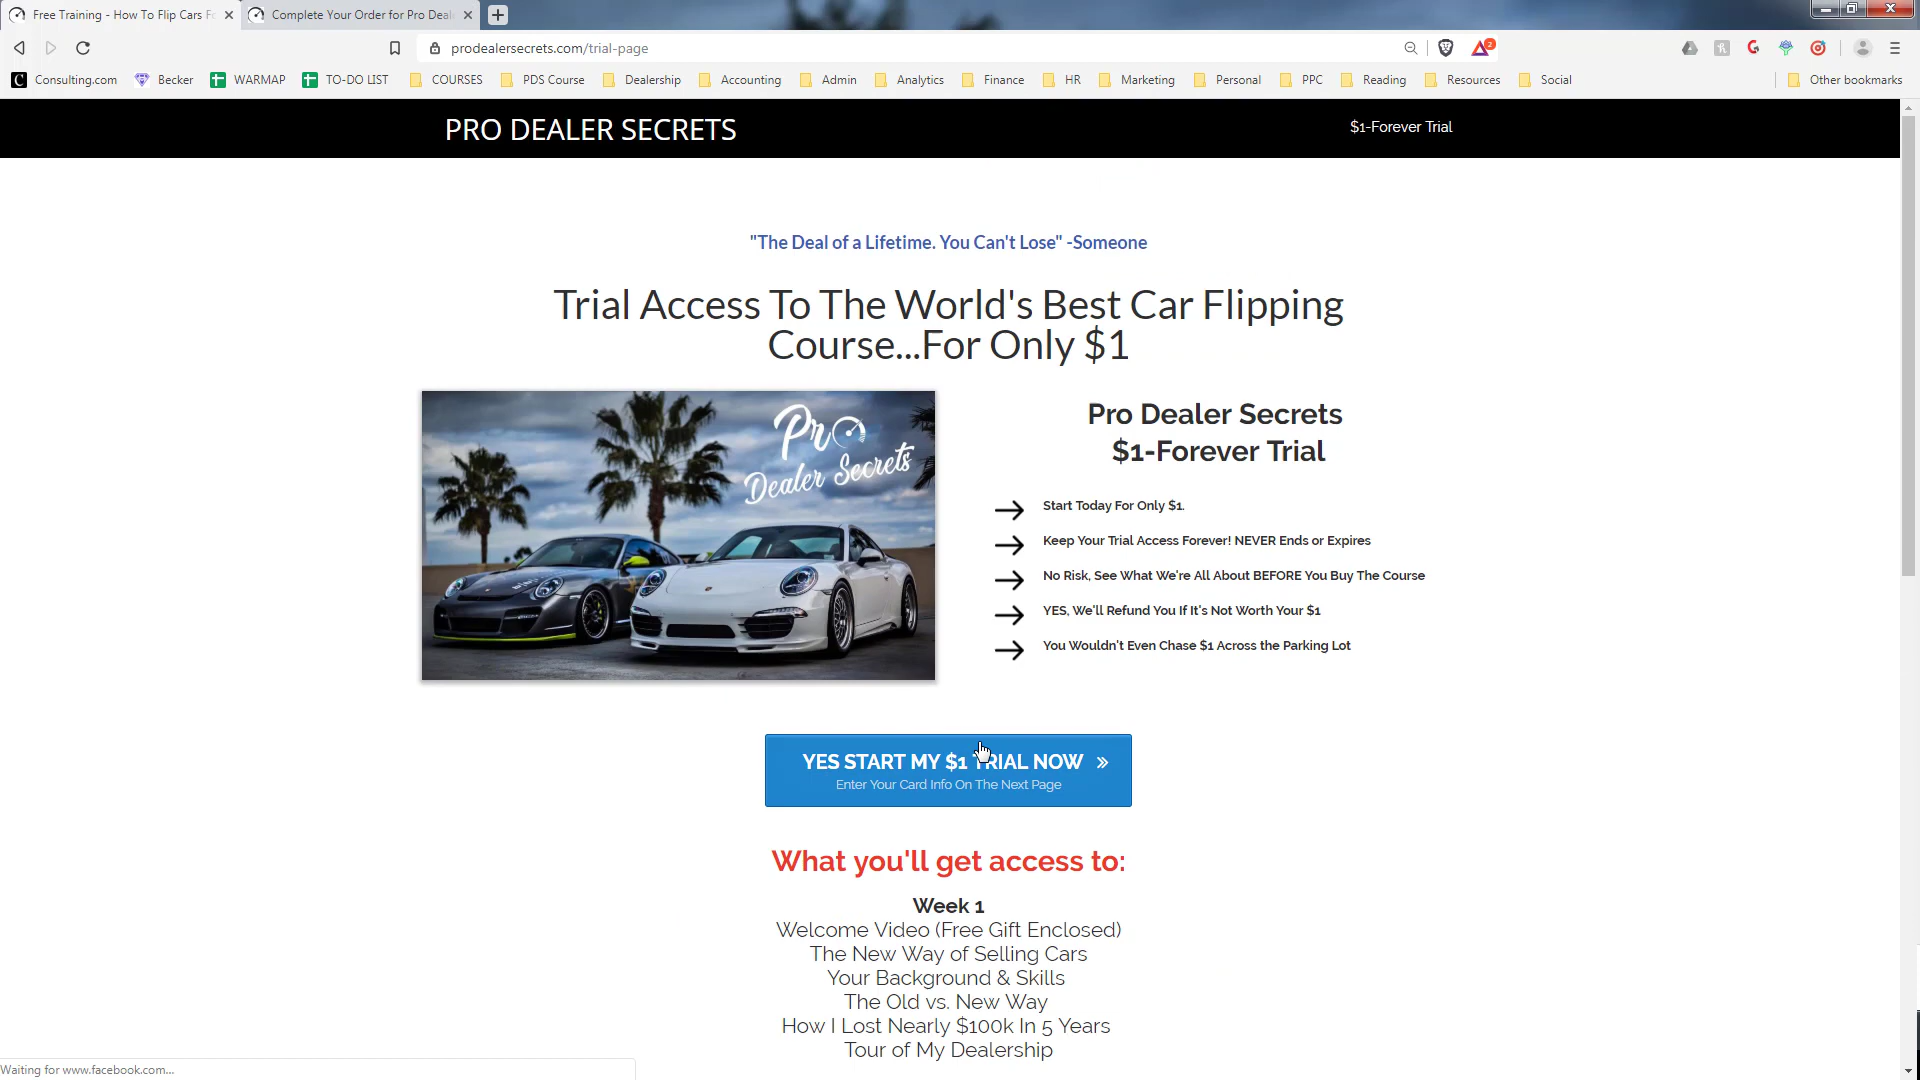 Free Training - How To Flip Cars Fo
Complete Your Order for Pro Deale
prodealersecrets.com/trial-page
2
Consulting.com
Becker
WARMAP
TO-DO LIST
COURSES
PDS Course
Dealership
Accounting
Admin
Analytics
Finance
HR
Marketing
Personal
PPC
Reading
Resources
Social
Other bookmarks
PRO DEALER SECRETS
$1-Forever Trial
"The Deal of a Lifetime. You Can't Lose" -Someone
Trial Access To The World's Best Car Flipping
Course...For Only $1
Pro
Dealer Secrets
Pro Dealer Secrets
$1-Forever Trial
Start Today For Only $1.
Keep Your Trial Access Forever! NEVER Ends or Expires
No Risk, See What We're All About BEFORE You Buy The Course
YES, We'll Refund You If It's Not Worth Your $1
You Wouldn't Even Chase $1 Across the Parking Lot
YES START MY $1 TRIAL NOW »
Enter Your Card Info On The Next Page
What you'll get access to:
Week 1
Welcome Video (Free Gift Enclosed)
The New Way of Selling Cars
Your Background & Skills
The Old vs. New Way
How I Lost Nearly $100k In 5 Years
Tour of My Dealership
Waiting for www.facebook.com...